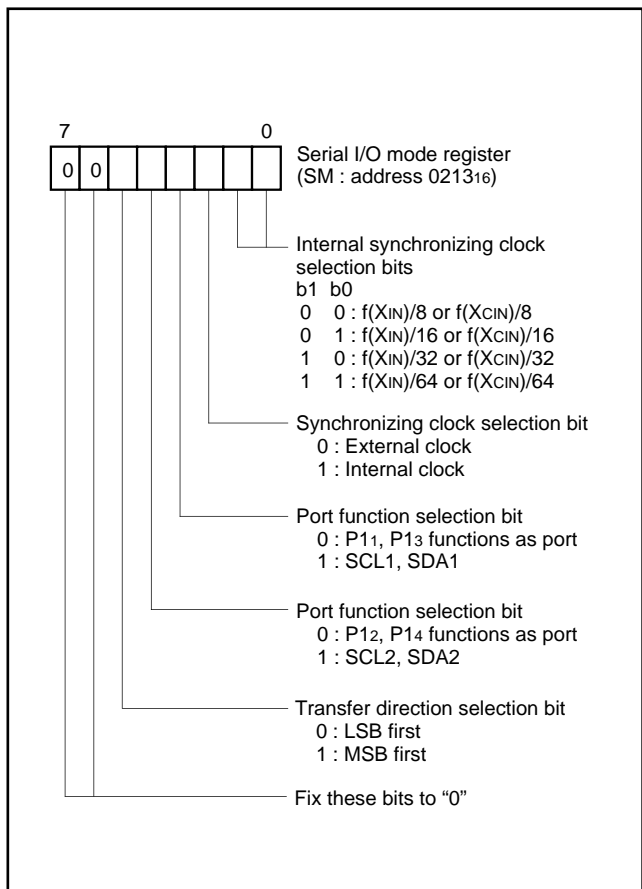 7 0
0 0
Serial I/O mode register
(SM : address 021316)
Internal synchronizing clock
selection bits
b1 b0
0 0 : f(XIN)/8 or f(XCIN)/8
0 1 : f(XIN)/16 or f(XCIN)/16
1 0 : f(XIN)/32 or f(XCIN)/32
1 1 : f(XIN)/64 or f(XCIN)/64
Synchronizing clock selection bit
0 : External clock
1 : Internal clock
Port function selection bit
0 : P11, P13 functions as port
1 : SCL1, SDA1
Port function selection bit
0 : P12, P14 functions as port
1 : SCL2, SDA2
Transfer direction selection bit
0 : LSB first
1 : MSB first
Fix these bits to “0”